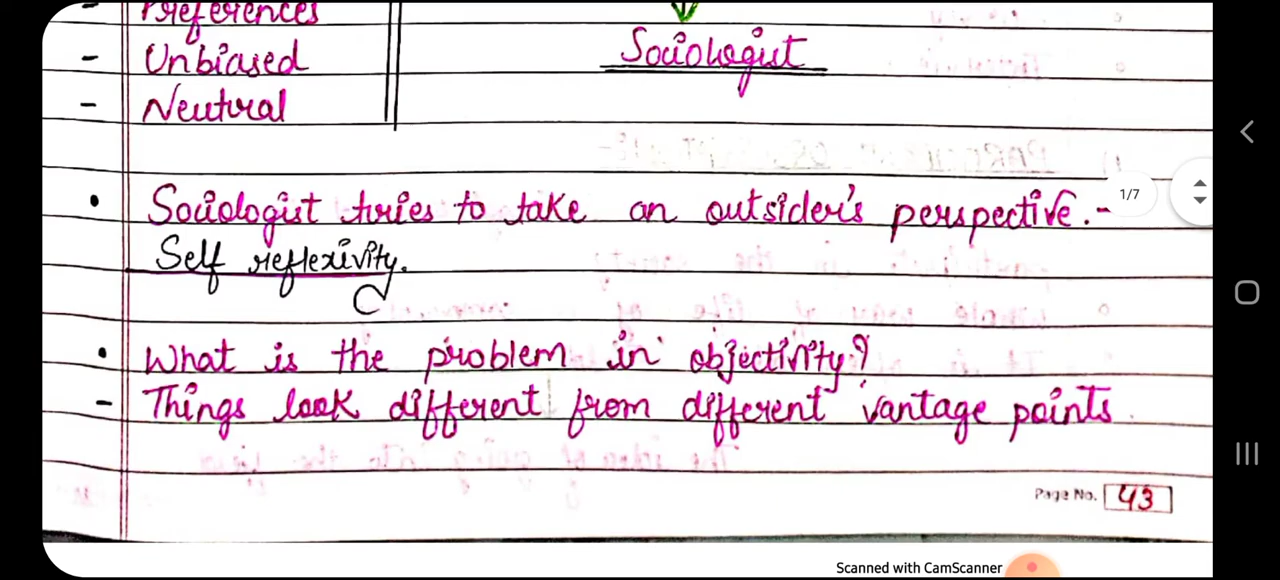 - Preferences
- Unbiased
- Neutral
Sociologist
• Sociologist tries to take an outsider's perspective. -
Self reflexivity.
• What is the problem in objectivity?
- Things look different from different vantage points.
Page No. 43
1/7
Scanned with CamScanner